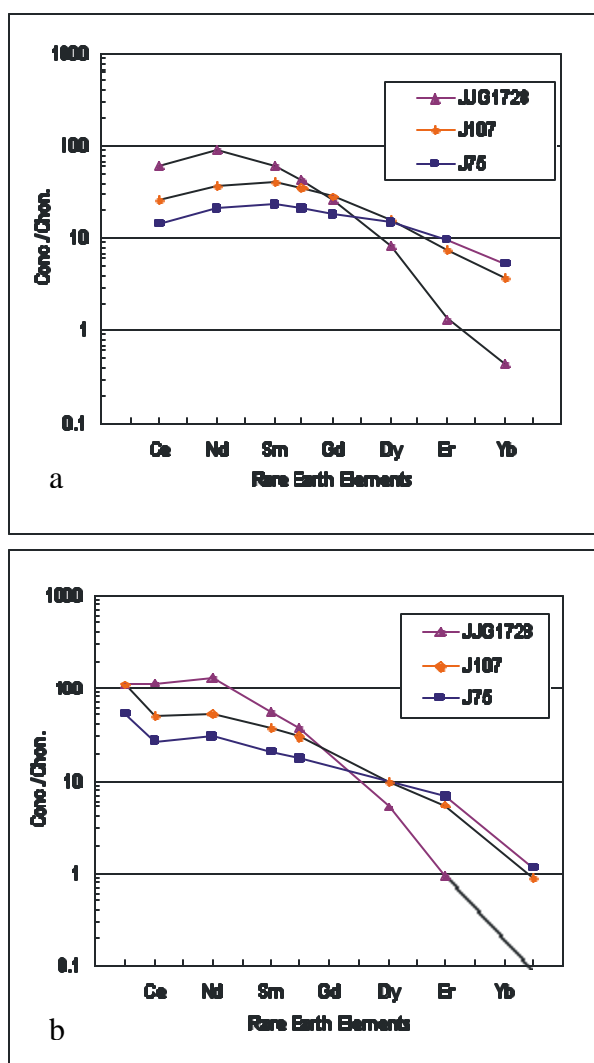 1000
100
10
1
0.1
Conc./Chon.
JJG1728
J107
J75
Ce Nd Sm Gd Dy Er Yb
Rare Earth Elements
a
1000
100
10
1
0.1
Conc./Chon.
JJG1728
J107
J75
Ce Nd Sm Gd Dy Er Yb
Rare Earth Elements
b